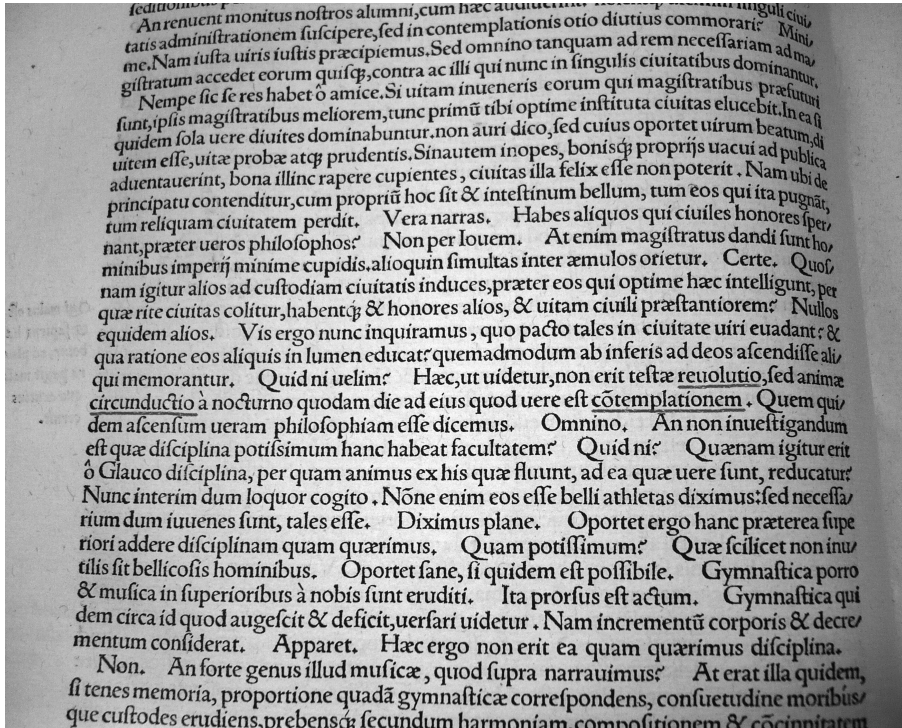 An renuent monitus noſtros alumni, cum hæc audi
tatis adminiſtrationem ſuſcipere, ſed in contemplationis otio diutius commorari? Mini/
me. Nam iuſta uiris iuſtis præcipiemus. Sed omnino tanquam ad rem neceſſariam ad ma/
giſtratum accedet eorum quiſqꝫ, contra ac illi qui nunc in ſingulis ciuitatibus dominantur.
Nempe ſic ſe res habet ô amice. Si uitam inueneris eorum qui magiſtratibus præfuturi
ſunt, ipſis magiſtratibus meliorem, tunc primũ tibi optime inſtituta ciuitas elucebit. In ea ſi
quidem ſola uere diuites dominabuntur. non auri dico, ſed cuius oportet uirum beatum, di
uitem eſſe, uitæ probæ atqꝫ prudentis. Sinautem inopes, bonisqꝫ proprijs uacui ad publica
aduentauerint, bona illinc rapere cupientes, ciuitas illa felix eſſe non poterit. Nam ubi de
principatu contenditur, cum propriũ hoc ſit & inteſtinum bellum, tum eos qui ita pugnãt,
tum reliquam ciuitatem perdit. Vera narras. Habes aliquos qui ciuiles honores ſper/
nant, præter ueros philoſophos? Non per Iouem. At enim magiſtratus dandi ſunt ho/
minibus imperij minime cupidis. alioquin ſimultas inter æmulos orietur. Certe. Quoſ/
nam igitur alios ad cuſtodiam ciuitatis induces, præter eos qui optime hæc intelligunt, per
quæ rite ciuitas colitur, habentqꝫ & honores alios, & uitam ciuili præſtantiorem? Nullos
equidem alios. Vis ergo nunc inquiramus, quo pacto tales in ciuitate uiri euadant: &
qua ratione eos aliquis in lumen educat? quemadmodum ab inferis ad deos aſcendiſſe ali/
qui memorantur. Quid ni uelim? Hæc, ut uidetur, non erit teſtæ reuolutio, ſed animæ
circunductio à nocturno quodam die ad eius quod uere eſt cõtemplationem. Quem qui/
dem aſcenſum ueram philoſophiam eſſe dicemus. Omnino. An non inueſtigandum
eſt quæ diſciplina potiſsimum hanc habeat facultatem? Quid ni? Quænam igitur erit
ô Glauco diſciplina, per quam animus ex his quæ fluunt, ad ea quæ uere ſunt, reducatur?
Nunc interim dum loquor cogito. Nõne enim eos eſſe belli athletas diximus: ſed neceſſa/
rium dum iuuenes ſunt, tales eſſe. Diximus plane. Oportet ergo hanc præterea ſupe
riori addere diſciplinam quam quærimus. Quam potiſſimum? Quæ ſcilicet non inu/
tilis ſit bellicoſis hominibus. Oportet ſane, ſi quidem eſt poſſibile. Gymnaſtica porro
& muſica in ſuperioribus à nobis ſunt eruditi. Ita prorſus eſt actum. Gymnaſtica qui
dem circa id quod augeſcit & deficit, uerſari uidetur. Nam incrementũ corporis & decre/
mentum conſiderat. Apparet. Hæc ergo non erit ea quam quærimus diſciplina.
Non. An forte genus illud muſicæ, quod ſupra narrauimus? At erat illa quidem,
ſi tenes memoria, proportione quadã gymnaſticæ correſpondens, conſuetudine moribus/
que cuſtodes erudiens, prebensqꝫ ſecundum harmoniam, compoſitionem & cõcinnitatem